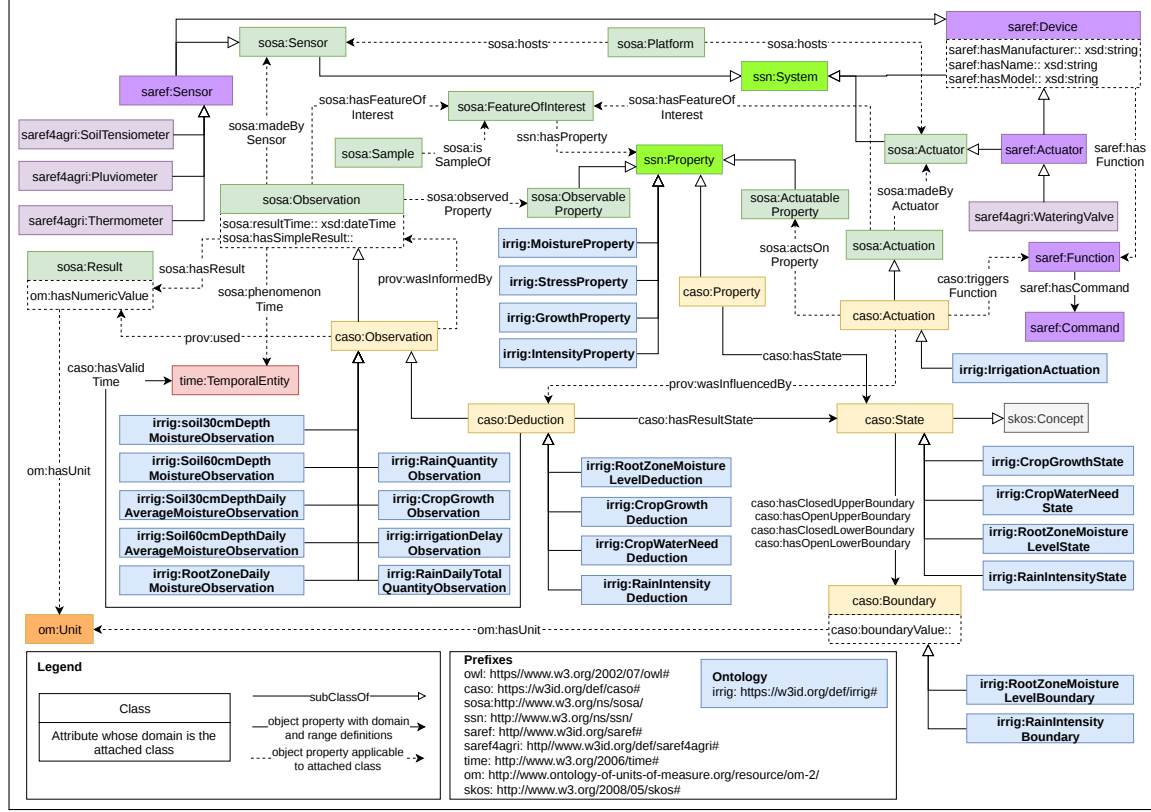 saref:Device
saref:hasManufacturer:: xsd:string
saref:hasName:: xsd:string
saref:hasModel:: xsd:string
sosa:Sensor
sosa:hosts
sosa:Platform
sosa:hosts
ssn:System
saref:Sensor
sosa:hasFeatureOf
Interest
sosa:FeatureOfInterest
sosa:hasFeatureOf
Interest
saref4agri:SoilTensiometer
sosa:madeBy
Sensor
sosa:Sample
sosa:is
SampleOf
ssn:hasProperty
ssn:Property
sosa:Actuator
saref:Actuator
saref:has
Function
saref4agri:Pluviometer
saref4agri:Thermometer
sosa:Observation
sosa:resultTime:: xsd:dateTime
sosa:hasSimpleResult::
sosa:observed
Property
sosa:Observable
Property
sosa:Actuatable
Property
sosa:madeBy
Actuator
saref4agri:WateringValve
sosa:Result
om:hasNumericValue
sosa:hasResult
sosa:phenomenon
Time
prov:wasInformedBy
irrig:MoistureProperty
irrig:StressProperty
irrig:GrowthProperty
irrig:IntensityProperty
caso:Property
sosa:actsOn
Property
sosa:Actuation
caso:triggers
Function
saref:Function
saref:hasCommand
saref:Command
caso:Actuation
prov:used
caso:Observation
caso:hasState
irrig:IrrigationActuation
caso:hasValid
Time
time:TemporalEntity
prov:wasInfluencedBy
caso:Deduction
caso:hasResultState
caso:State
skos:Concept
irrig:soil30cmDepth
MoistureObservation
irrig:Soil60cmDepth
MoistureObservation
irrig:Soil30cmDepthDaily
AverageMoistureObservation
irrig:Soil60cmDepthDaily
AverageMoistureObservation
irrig:RootZoneDaily
MoistureObservation
irrig:RainQuantity
Observation
irrig:CropGrowth
Observation
irrig:irrigationDelay
Observation
irrig:RainDailyTotal
QuantityObservation
irrig:RootZoneMoisture
LevelDeduction
irrig:CropGrowth
Deduction
irrig:CropWaterNeed
Deduction
irrig:RainIntensity
Deduction
caso:hasClosedUpperBoundary
caso:hasOpenUpperBoundary
caso:hasClosedLowerBoundary
caso:hasOpenLowerBoundary
irrig:CropGrowthState
irrig:CropWaterNeed
State
irrig:RootZoneMoisture
LevelState
irrig:RainIntensityState
om:hasUnit
om:Unit
om:hasUnit
caso:Boundary
caso:boundaryValue::
irrig:RootZoneMoisture
LevelBoundary
irrig:RainIntensity
Boundary
Legend
Class
Attribute whose domain is the
attached class
subClassOf
object property with domain
and range definitions
object property applicable
to attached class
Prefixes
owl: https//www.w3.org/2002/07/owl#
caso: https://w3id.org/def/caso#
sosa:http://www.w3.org/ns/sosa/
ssn: http://www.w3.org/ns/ssn/
saref: http//www.w3id.org/saref#
saref4agri: http//www.w3id.org/def/saref4agri#
time: http://www.w3.org/2006/time#
om: http://www.ontology-of-units-of-measure.org/resource/om-2/
skos: http://www.w3.org/2008/05/skos#
Ontology
irrig: https://w3id.org/def/irrig#